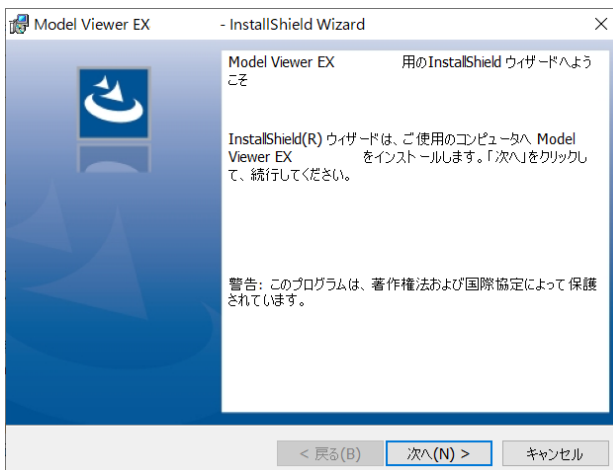 Model Viewer EX - InstallShield Wizard
Model Viewer EX 用のInstallShield ウィザードへよう
こそ
InstallShield(R) ウィザードは、ご使用のコンピュータへ Model
Viewer EX をインストールします。「次へ」をクリックし
て、続行してください。
警告: このプログラムは、著作権法および国際協定によって保護
されています。
< 戻る(B) 次へ(N) > キャンセル